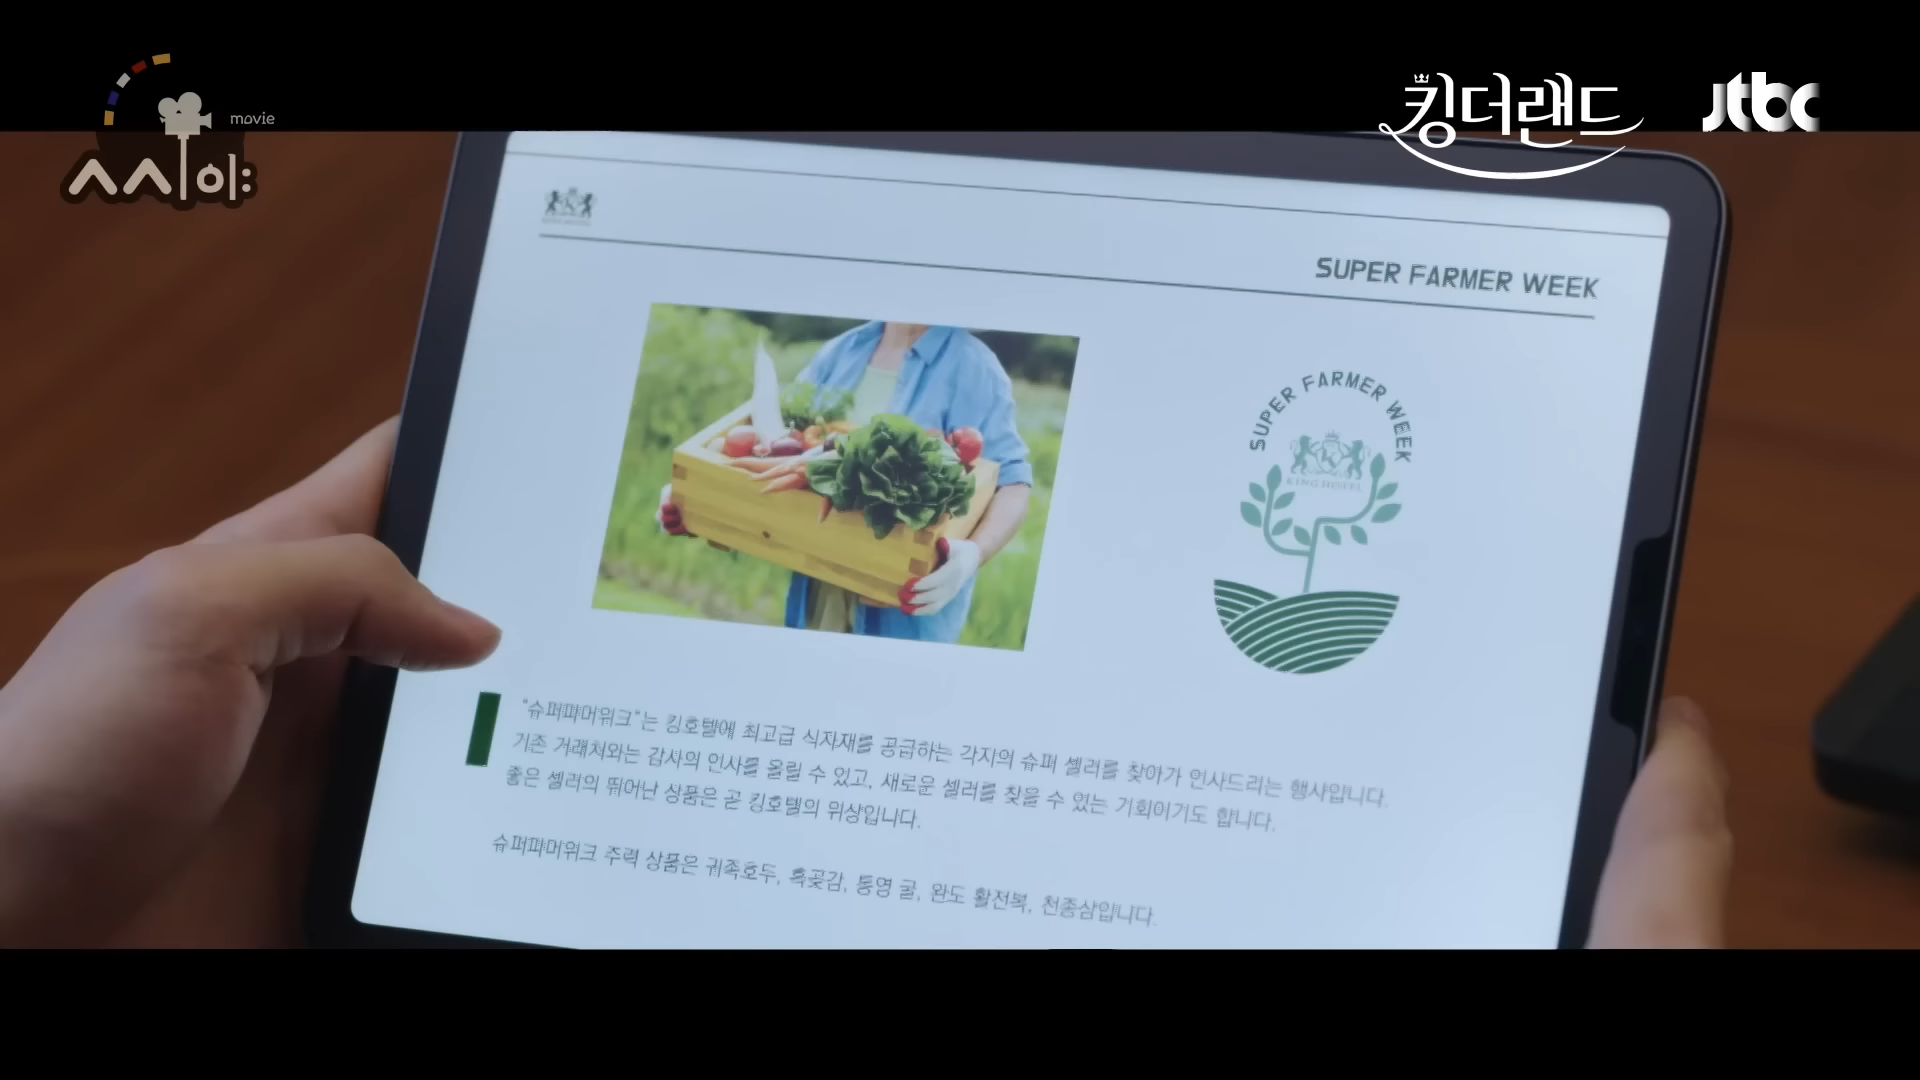 movie
씨야:
킹더랜드
jtbc
SUPER FARMER WEEK
SUPER FARMER WEEK
KING HOTEL
“슈퍼파머위크“는 킹호텔에 최고급 식자재를 공급하는 각지의 슈퍼 셀러를 찾아가 인사드리는 행사입니다.
기존 거래처와는 감사의 인사를 올릴 수 있고, 새로운 셀러를 찾을 수 있는 기회이기도 합니다.
좋은 셀러의 뛰어난 상품은 곧 킹호텔의 위상입니다.
슈퍼파머위크 주력 상품은 귀족호두, 흑곶감, 통영 굴, 완도 활전복, 천종삼입니다.